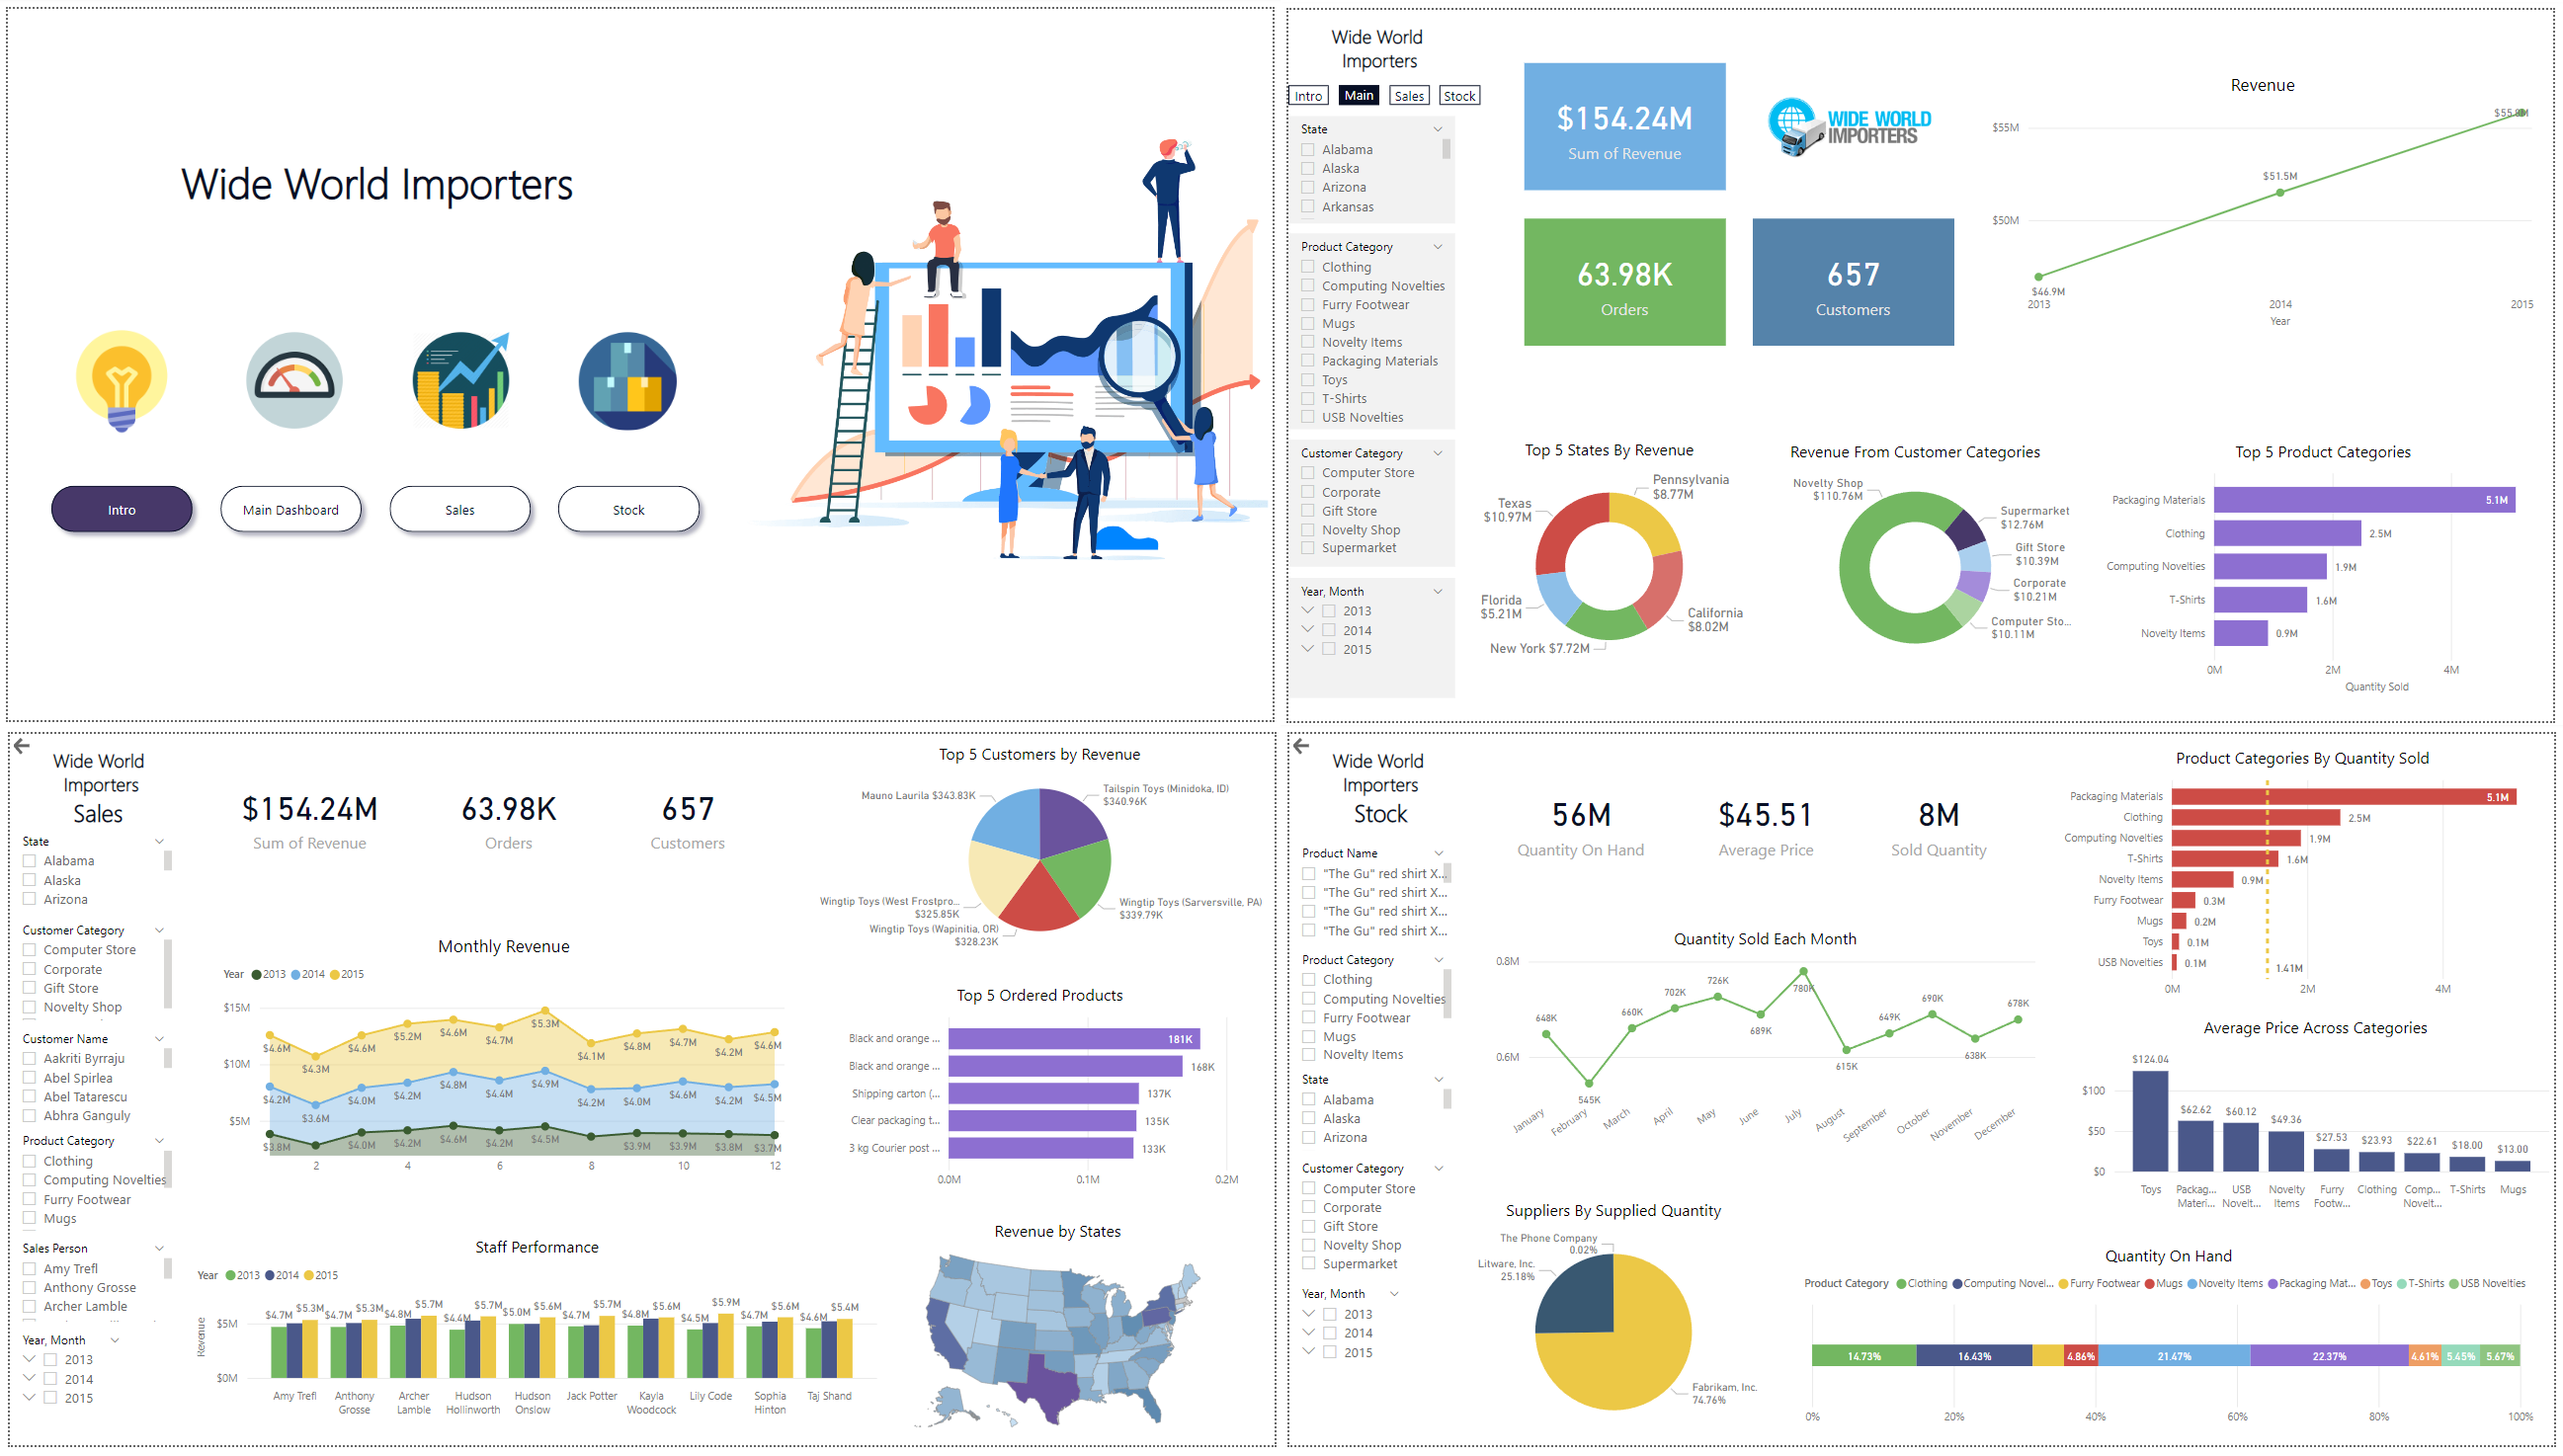 Wide World Importers
Intro
Main Dashboard
Sales
Stock
Wide World
Importers
Intro
Main
Sales
Stock
State
Alabama
Alaska
Arizona
Arkansas
Product Category
Clothing
Computing Novelties
Furry Footwear
Mugs
Novelty Items
Packaging Materials
Toys
T-Shirts
USB Novelties
Customer Category
Computer Store
Corporate
Gift Store
Novelty Shop
Supermarket
Year, Month
2013
2014
2015
$154.24M
Sum of Revenue
WIDE WORLD
IMPORTERS
63.98K
Orders
657
Customers
Revenue
$55M
$50M
$46.9M
$51.5M
2013
2014
2015
Year
Top 5 States By Revenue
Pennsylvania
$8.77M
Texas
$10.97M
Florida
$5.21M
California
$8.02M
New York $7.72M
Revenue From Customer Categories
Novelty Shop
$110.76M
Supermarket
$12.76M
Gift Store
$10.39M
Corporate
$10.21M
Computer Sto...
$10.11M
Top 5 Product Categories
Packaging Materials
5.1M
Clothing
2.5M
Computing Novelties
1.9M
T-Shirts
1.6M
Novelty Items
0.9M
0M
2M
4M
Quantity Sold
Wide World
Importers
Sales
State
Alabama
Alaska
Arizona
Customer Category
Computer Store
Corporate
Gift Store
Novelty Shop
Customer Name
Aakriti Byrraju
Abel Spirlea
Abel Tatarescu
Abhra Ganguly
Product Category
Clothing
Computing Novelties
Furry Footwear
Mugs
Sales Person
Amy Trefl
Anthony Grosse
Archer Lamble
Year, Month
2013
2014
2015
$154.24M
Sum of Revenue
63.98K
Orders
657
Customers
Monthly Revenue
Year 2013 2014 2015
$15M
$10M
$5M
$4.6M $4.3M $4.6M $5.2M $4.6M $4.7M $5.3M $4.1M $4.8M $4.7M $4.2M $4.6M
$4.2M $3.6M $4.0M $4.2M $4.8M $4.4M $4.9M $4.2M $4.0M $4.6M $4.2M $4.5M
$3.8M $4.0M $4.2M $4.6M $4.2M $4.5M $3.9M $3.9M $3.8M $3.7M
2 4 6 8 10 12
Staff Performance
Year 2013 2014 2015
Revenue
$5M
$0M
$4.7M $5.3M $4.7M $5.3M $4.8M $5.7M $4.4M $5.7M $5.0M $5.6M $4.7M $5.7M $4.8M $5.6M $4.5M $5.9M $4.7M $5.6M $4.6M $5.4M
Amy Trefl
Anthony
Grosse
Archer
Lamble
Hudson
Hollinworth
Hudson
Onslow
Jack Potter
Kayla
Woodcock
Lily Code
Sophia
Hinton
Taj Shand
Top 5 Customers by Revenue
Mauno Laurila $343.83K
Tailspin Toys (Minidoka, ID)
$340.96K
Wingtip Toys (West Frostpro...
$325.85K
Wingtip Toys (Sarversville, PA)
$339.79K
Wingtip Toys (Wapinitia, OR)
$328.23K
Top 5 Ordered Products
Black and orange ...
181K
Black and orange ...
168K
Shipping carton (...
137K
Clear packaging t...
135K
3 kg Courier post ...
133K
0.0M
0.1M
0.2M
Revenue by States
Wide World
Importers
Stock
Product Name
"The Gu" red shirt X...
"The Gu" red shirt X...
"The Gu" red shirt X...
"The Gu" red shirt X...
Product Category
Clothing
Computing Novelties
Furry Footwear
Mugs
Novelty Items
State
Alabama
Alaska
Arizona
Customer Category
Computer Store
Corporate
Gift Store
Novelty Shop
Supermarket
Year, Month
2013
2014
2015
56M
Quantity On Hand
$45.51
Average Price
8M
Sold Quantity
Quantity Sold Each Month
0.8M
0.6M
648K 545K 660K 702K 726K 689K 780K 615K 649K 690K 638K 678K
January February March April May June July August September October November December
Suppliers By Supplied Quantity
The Phone Company
0.02%
Litware, Inc.
25.18%
Fabrikam, Inc.
74.76%
Product Categories By Quantity Sold
Packaging Materials
5.1M
Clothing
2.5M
Computing Novelties
1.9M
T-Shirts
1.6M
Novelty Items
0.9M
Furry Footwear
0.3M
Mugs
0.2M
Toys
0.1M
USB Novelties
0.1M
1.41M
0M
2M
4M
Average Price Across Categories
$100
$50
$0
$124.04 $62.62 $60.12 $49.36 $27.53 $23.93 $22.61 $18.00 $13.00
Toys
Packag...
Materi...
USB
Novelt...
Novelty
Items
Furry
Footw...
Clothing
Comp...
Novelt...
T-Shirts
Mugs
Quantity On Hand
Product Category Clothing Computing Novel... Furry Footwear Mugs Novelty Items Packaging Mat... Toys T-Shirts USB Novelties
14.73% 16.43% 4.86% 21.47% 22.37% 4.61% 5.45% 5.67%
0% 20% 40% 60% 80% 100%